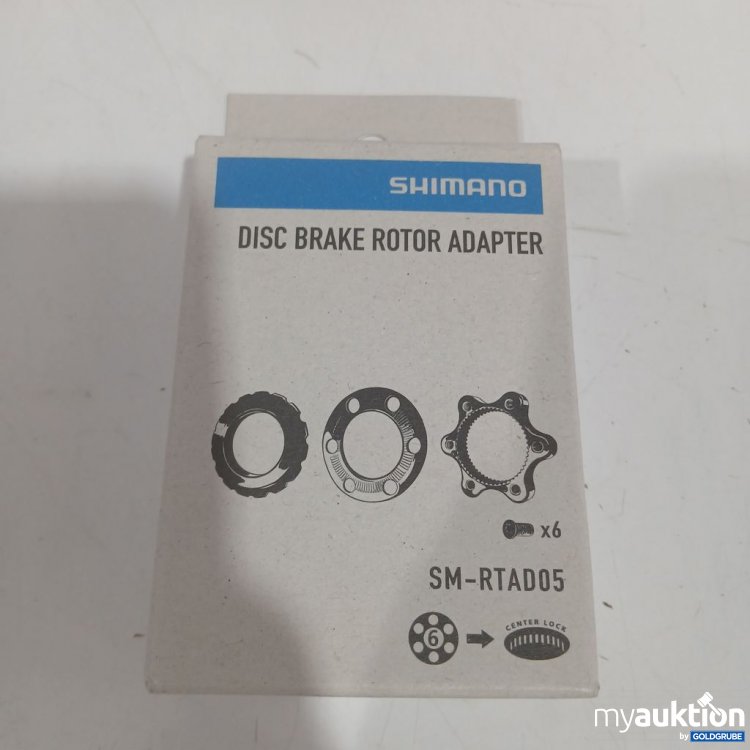 SHIMANO
DISC BRAKE ROTOR ADAPTER
x6
SM-RTAD05
6
CENTER LOCK
myauktion
by GOLDGRUBE